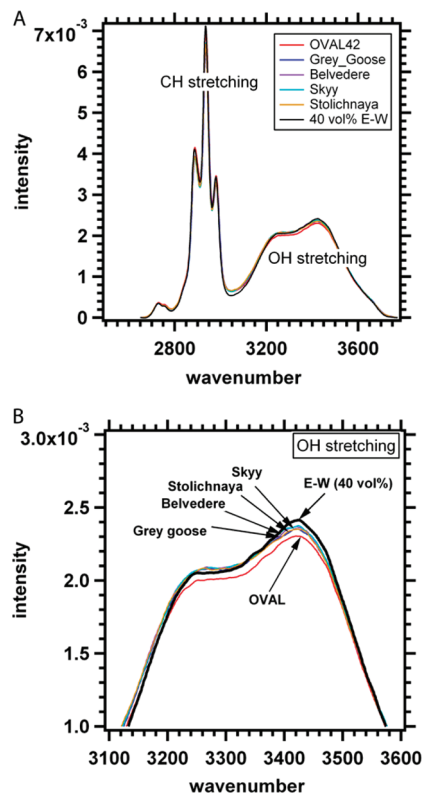 A
7x10⁻³
6
5
4
3
2
1
0
intensity
CH stretching
OH stretching
OVAL42
Grey_Goose
Belvedere
Skyy
Stolichnaya
40 vol% E-W
2800
3200
3600
wavenumber
B
3.0x10⁻³
2.5
2.0
1.5
1.0
intensity
OH stretching
Skyy
Stolichnaya
Belvedere
Grey goose
E-W (40 vol%)
OVAL
3100
3200
3300
3400
3500
3600
wavenumber